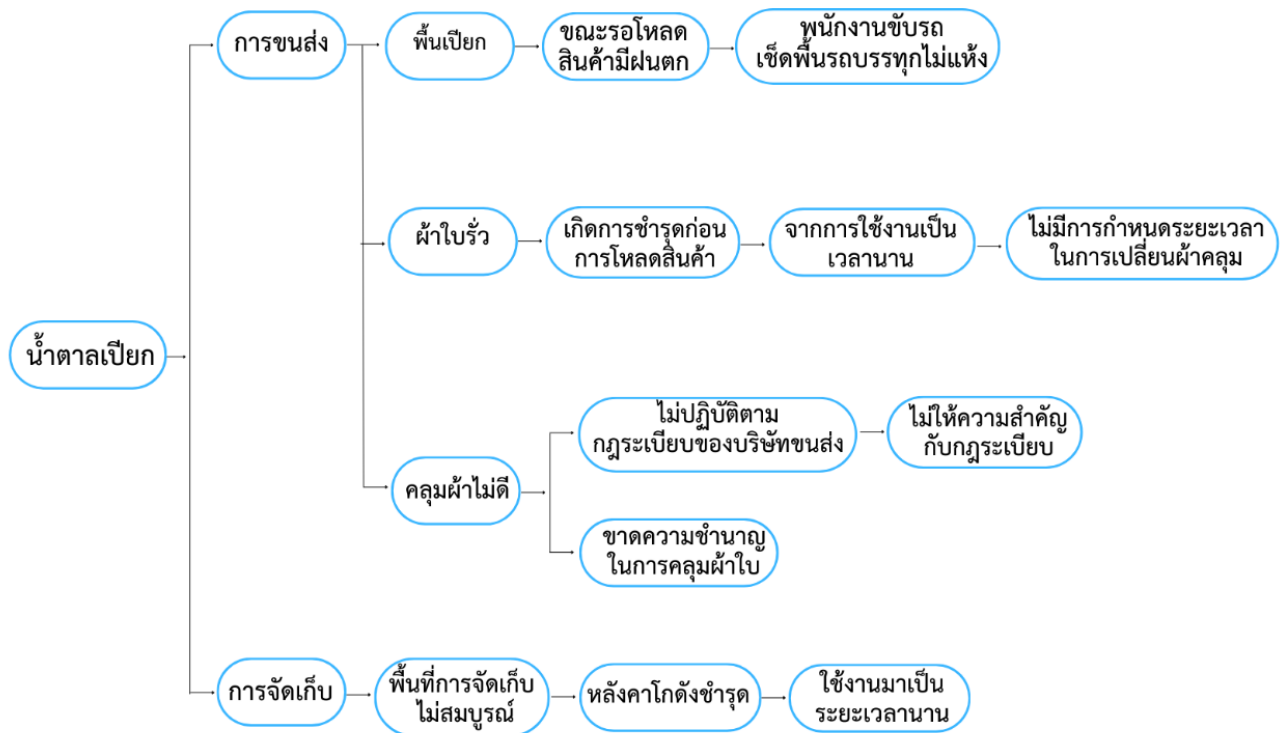 การขนส่ง
พื้นเปียก
ขณะรอโหลด
สินค้ามีฝนตก
พนักงานขับรถ
เช็ดพื้นรถบรรทุกไม่แห้ง
ผ้าใบรั่ว
เกิดการชำรุดก่อน
การโหลดสินค้า
จากการใช้งานเป็น
เวลานาน
ไม่มีการกำหนดระยะเวลา
ในการเปลี่ยนผ้าคลุม
น้ำตาลเปียก
คลุมผ้าไม่ดี
ไม่ปฏิบัติตาม
กฎระเบียบของบริษัทขนส่ง
ไม่ให้ความสำคัญ
กับกฎระเบียบ
ขาดความชำนาญ
ในการคลุมผ้าใบ
การจัดเก็บ
พื้นที่การจัดเก็บ
ไม่สมบูรณ์
หลังคาโกดังชำรุด
ใช้งานมาเป็น
ระยะเวลานาน